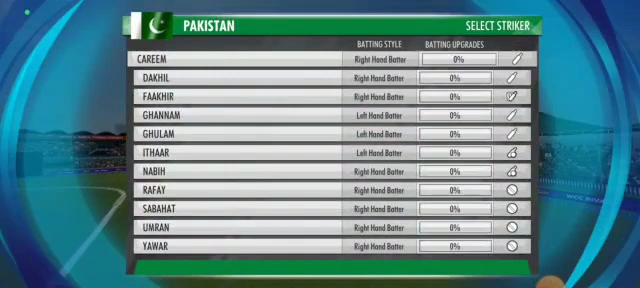 PAKISTAN SELECT STRIKER
BATTING STYLE BATTING UPGRADES
CAREEM Right Hand Batter 0%
DAKHIL Right Hand Batter 0%
FAAKHIR Right Hand Batter 0%
GHANNAM Left Hand Batter 0%
GHULAM Left Hand Batter 0%
ITHAAR Left Hand Batter 0%
NABIH Right Hand Batter 0%
RAFAY Right Hand Batter 0%
SABAHAT Right Hand Batter 0%
UMRAN Right Hand Batter 0%
YAWAR Right Hand Batter 0%